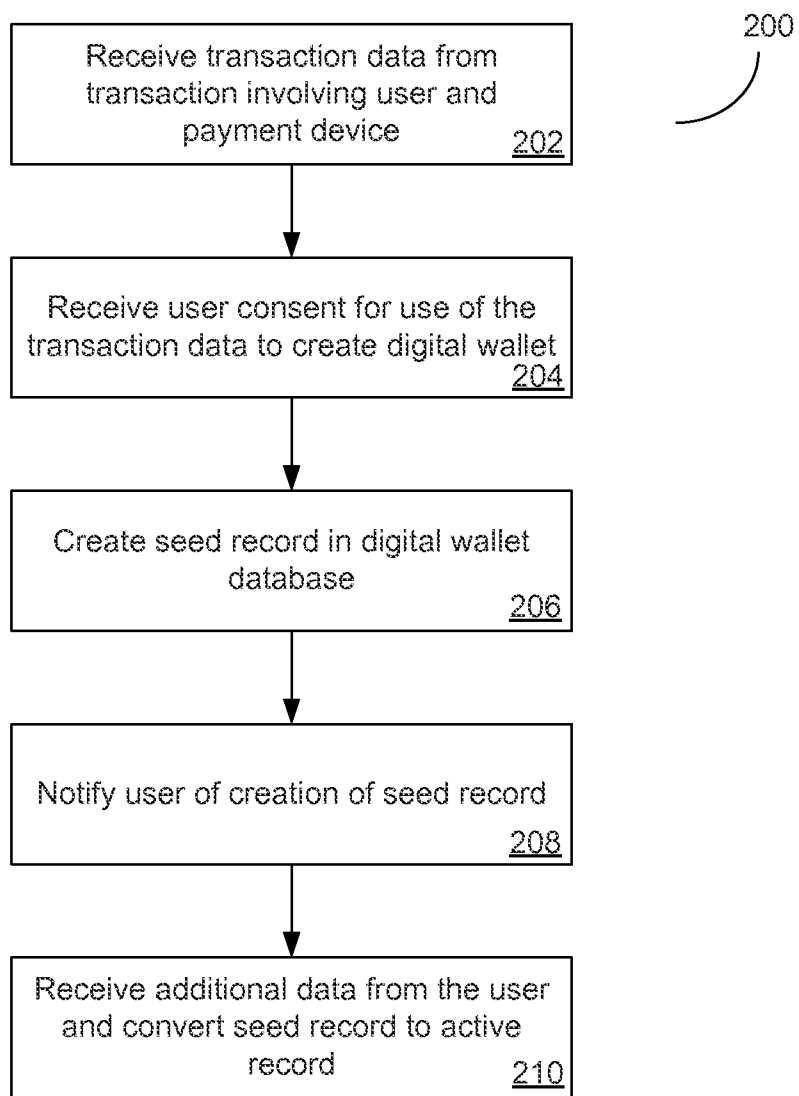 200
Receive transaction data from
transaction involving user and
payment device
202
Receive user consent for use of the
transaction data to create digital wallet
204
Create seed record in digital wallet
database
206
Notify user of creation of seed record
208
Receive additional data from the user
and convert seed record to active
record
210